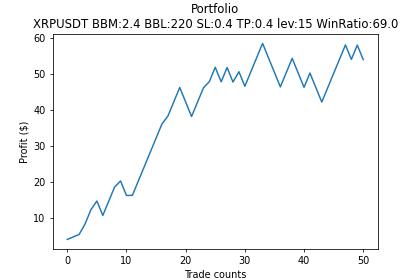 Portfolio
XRPUSDT BBM:2.4 BBL:220 SL:0.4 TP:0.4 lev:15 WinRatio:69.0
60
50
40
30
20
10
Profit ($)
0 10 20 30 40 50
Trade counts